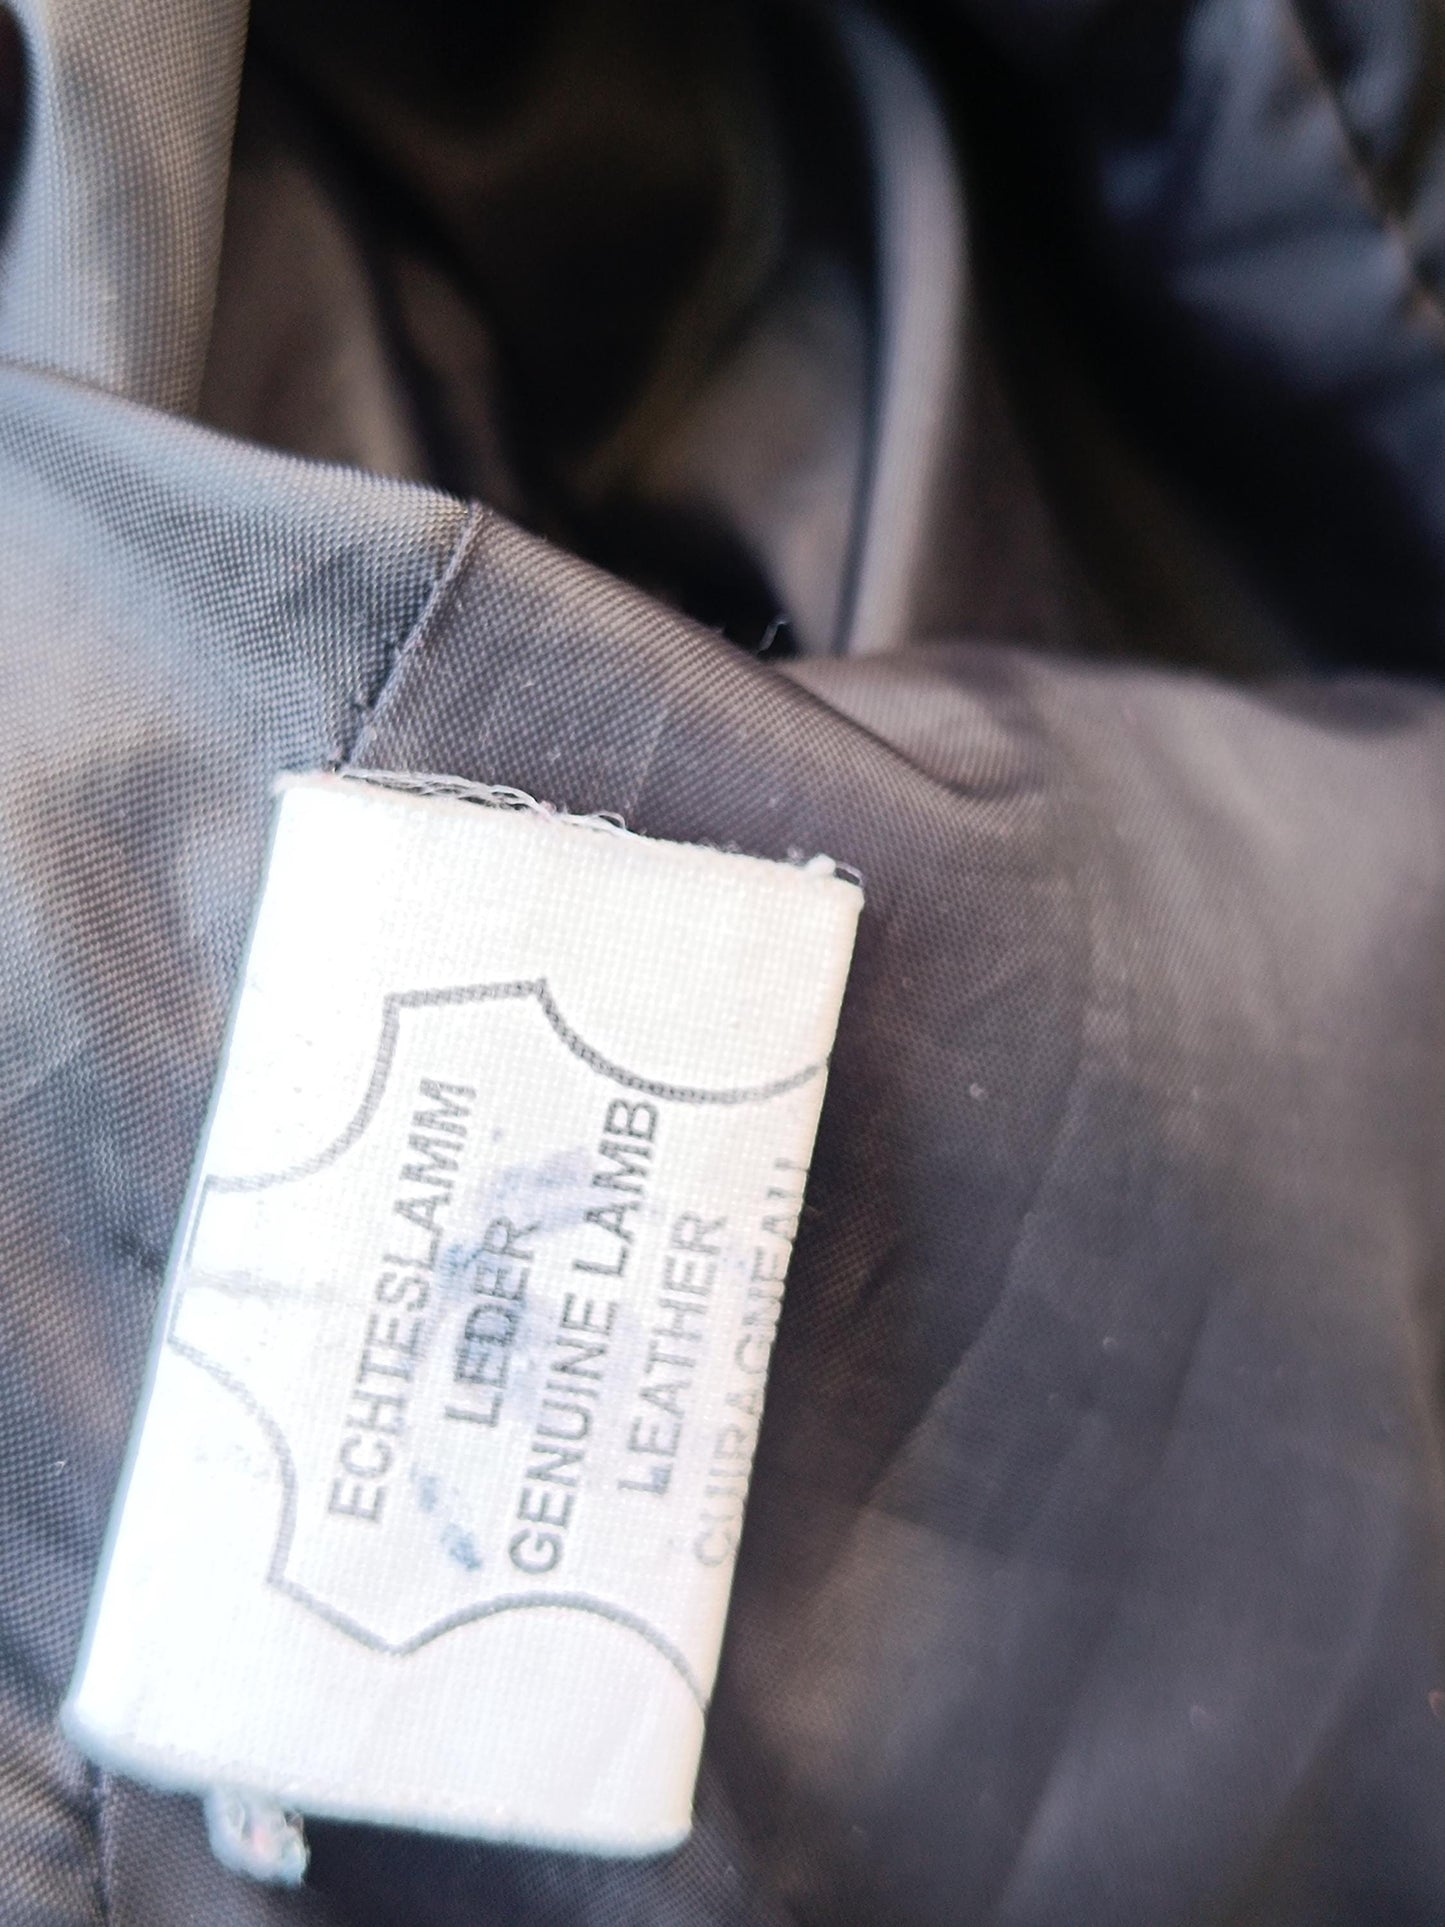 ECHTESLAMM
LEDER
GENUINE LAMB
LEATHER
CUIRAGNEAU